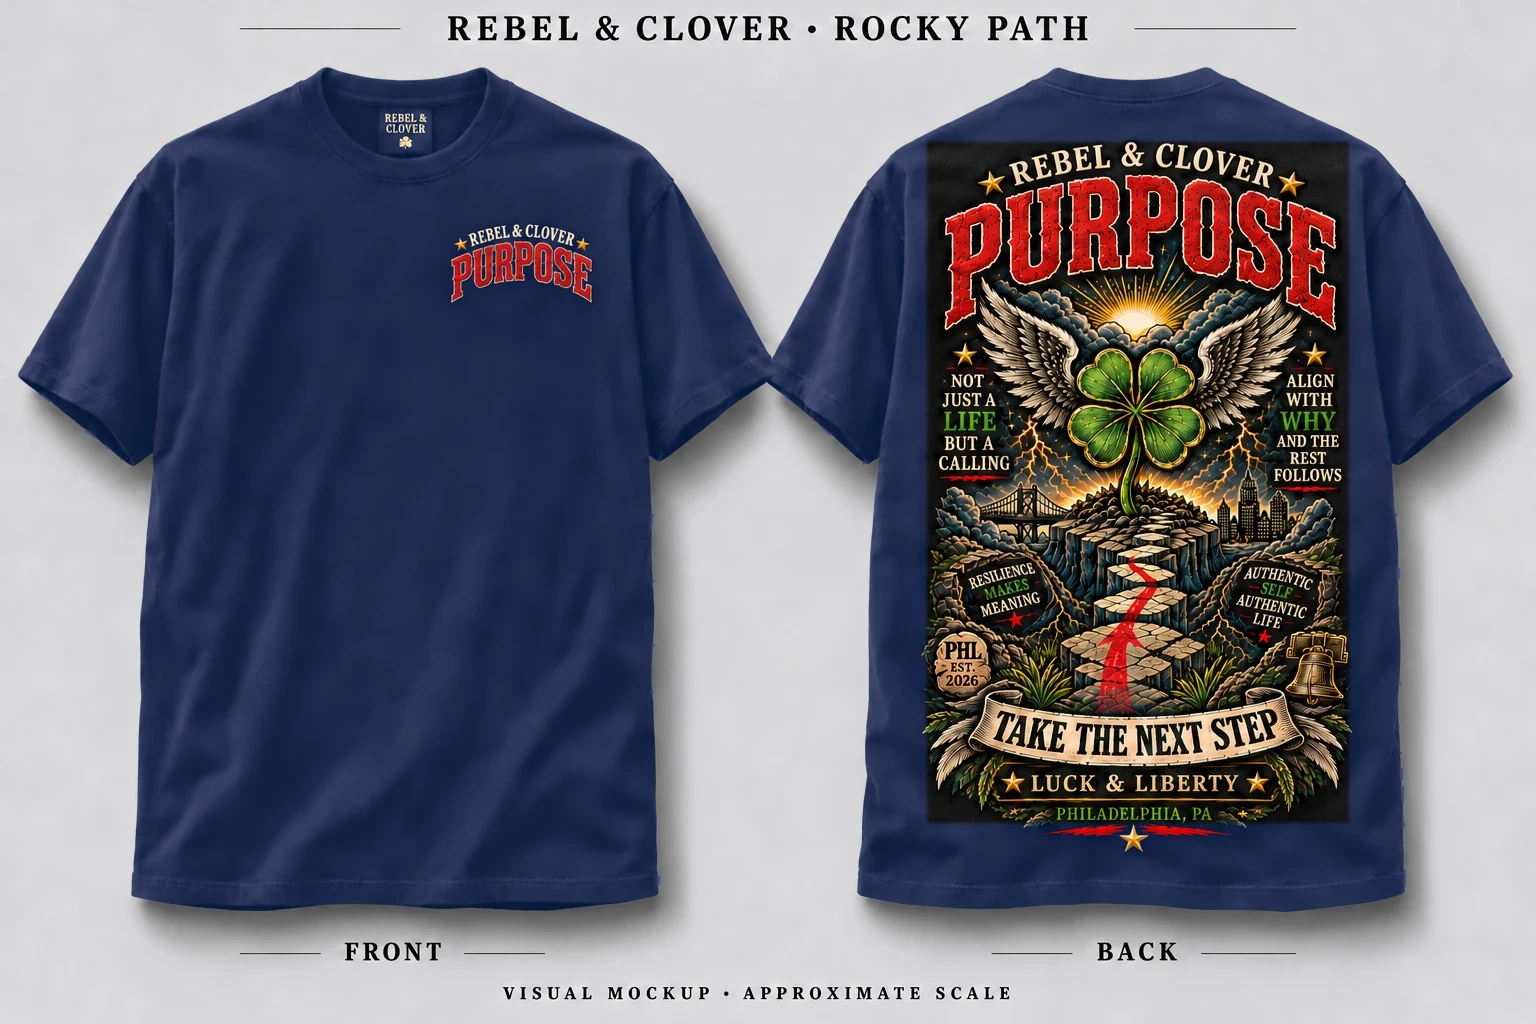 REBEL & CLOVER • ROCKY PATH
REBEL &
CLOVER
REBEL & CLOVER
PURPOSE
REBEL & CLOVER
PURPOSE
NOT
JUST A
LIFE
BUT A
CALLING
ALIGN
WITH
WHY
AND THE
REST
FOLLOWS
RESILIENCE
MAKES
MEANING
AUTHENTIC
SELF
AUTHENTIC
LIFE
PHL
EST.
2026
TAKE THE NEXT STEP
LUCK & LIBERTY
PHILADELPHIA, PA
FRONT
BACK
VISUAL MOCKUP • APPROXIMATE SCALE